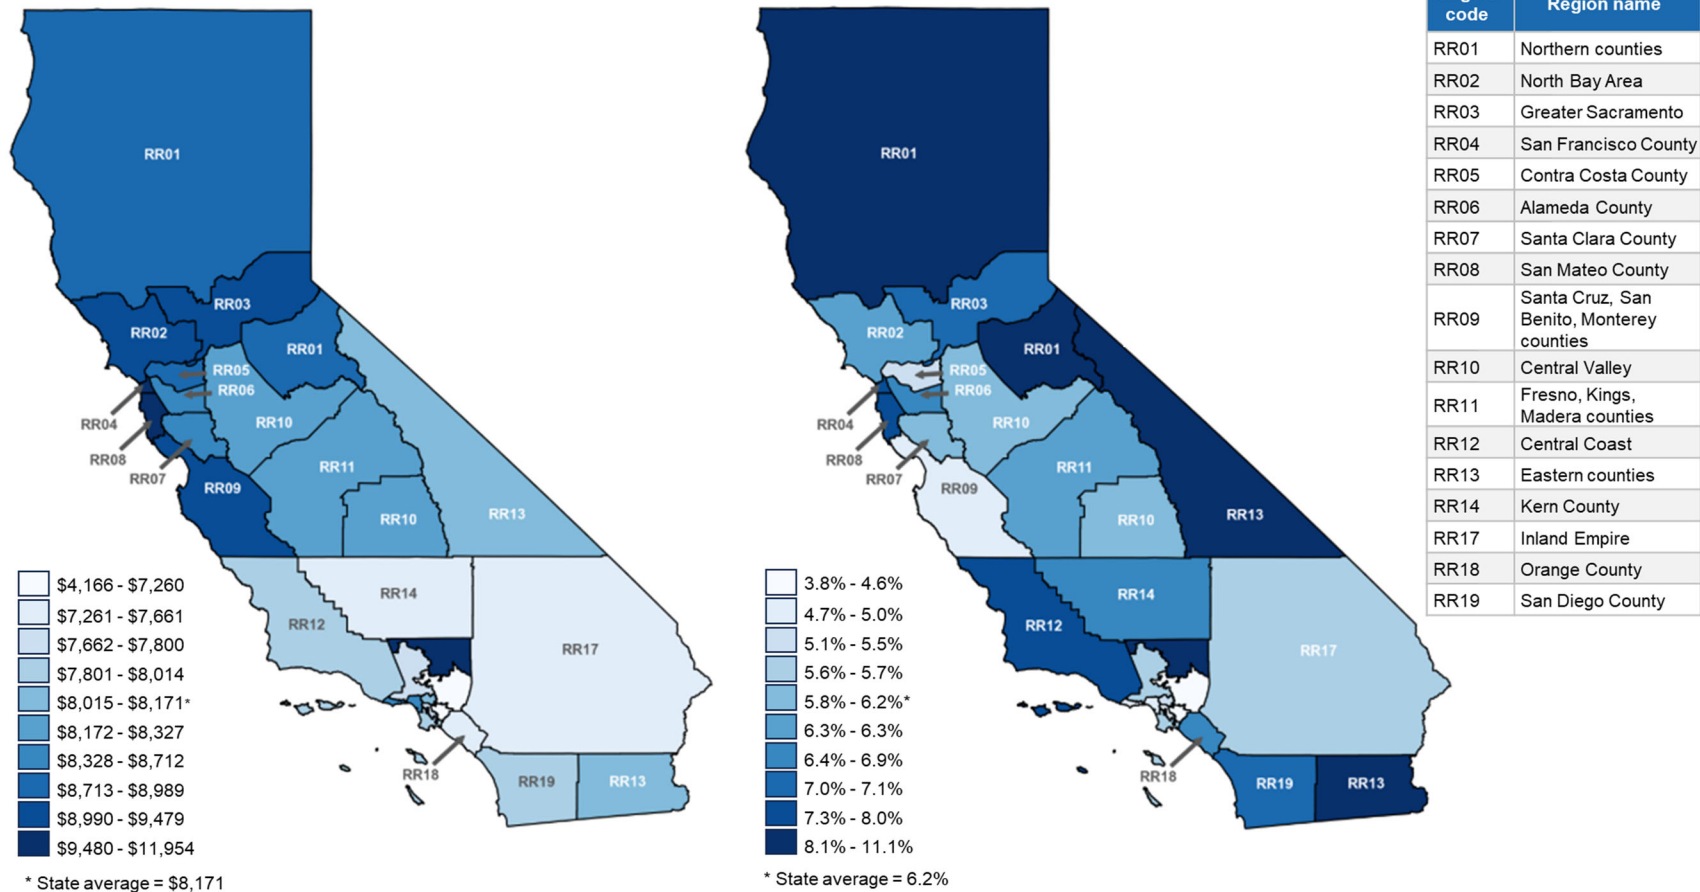 RR01
RR03
RR02
RR01
RR05
RR06
RR04
RR10
RR08
RR07
RR11
RR09
RR10
RR13
RR14
RR12
RR17
RR18
RR19
RR13
$4,166 - $7,260
$7,261 - $7,661
$7,662 - $7,800
$7,801 - $8,014
$8,015 - $8,171*
$8,172 - $8,327
$8,328 - $8,712
$8,713 - $8,989
$8,990 - $9,479
$9,480 - $11,954
* State average = $8,171
RR01
RR03
RR02
RR01
RR05
RR06
RR04
RR10
RR08
RR07
RR11
RR09
RR10
RR13
RR14
RR12
RR17
RR18
RR19
RR13
3.8% - 4.6%
4.7% - 5.0%
5.1% - 5.5%
5.6% - 5.7%
5.8% - 6.2%*
6.3% - 6.3%
6.4% - 6.9%
7.0% - 7.1%
7.3% - 8.0%
8.1% - 11.1%
* State average = 6.2%
code Region name
RR01 Northern counties
RR02 North Bay Area
RR03 Greater Sacramento
RR04 San Francisco County
RR05 Contra Costa County
RR06 Alameda County
RR07 Santa Clara County
RR08 San Mateo County
RR09 Santa Cruz, San
Benito, Monterey
counties
RR10 Central Valley
RR11 Fresno, Kings,
Madera counties
RR12 Central Coast
RR13 Eastern counties
RR14 Kern County
RR17 Inland Empire
RR18 Orange County
RR19 San Diego County